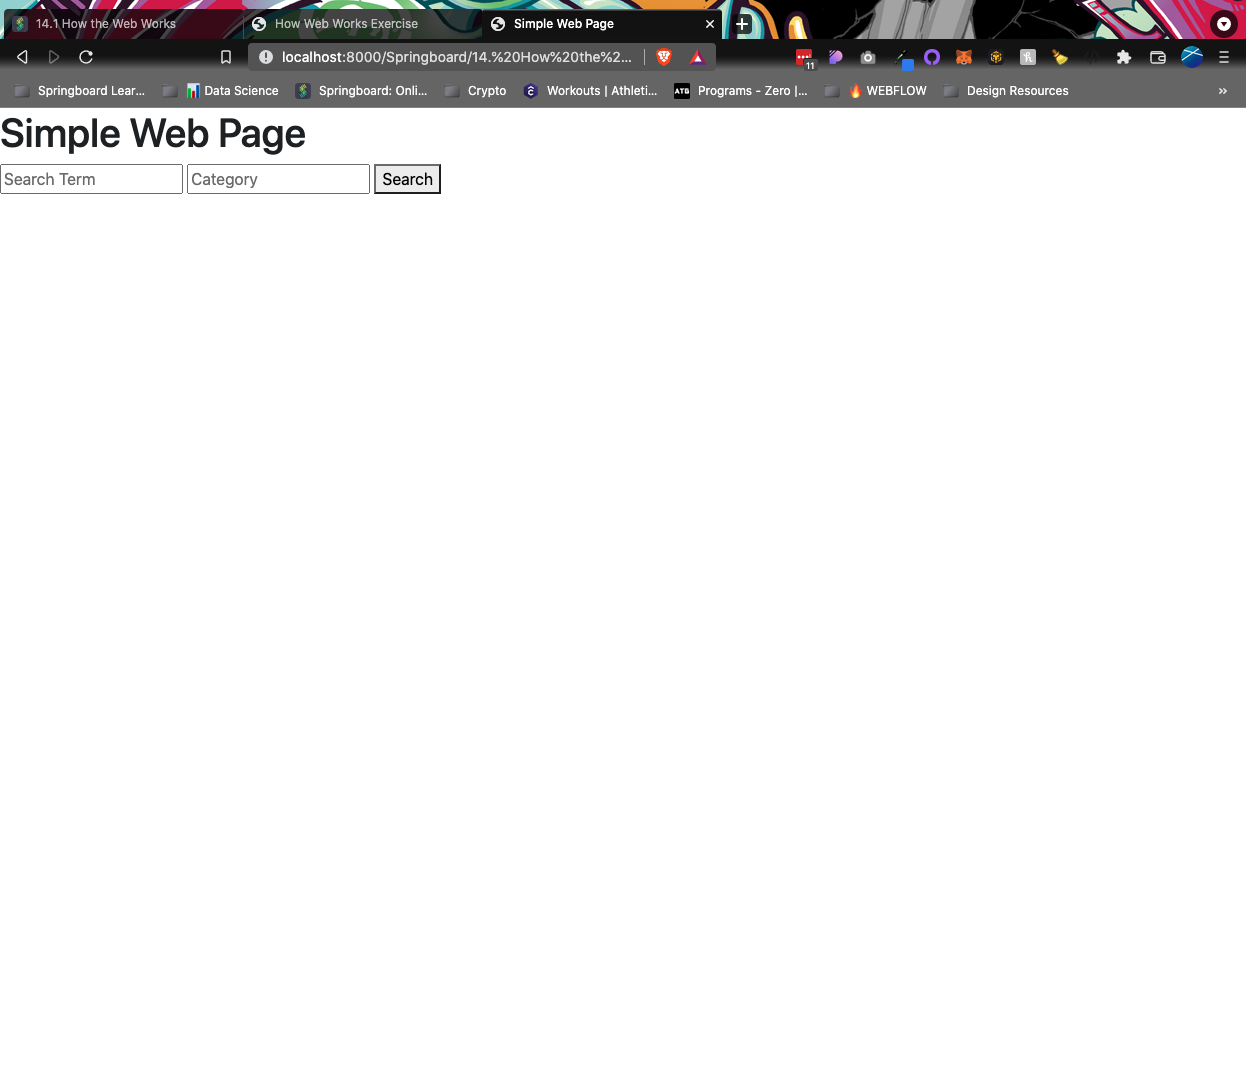 14.1 How the Web Works
How Web Works Exercise
Simple Web Page
localhost:8000/Springboard/14.%20How%20the%2...
11
Springboard Lear...
Data Science
Springboard: Onli...
Crypto
Workouts | Athleti...
ATG
Programs - Zero |...
WEBFLOW
Design Resources
»
Simple Web Page
Search Term
Category
Search